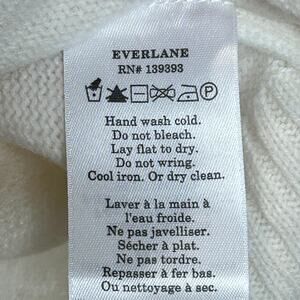 EVERLANE
RN# 139393
P
Hand wash cold.
Do not bleach.
Lay flat to dry.
Do not wring.
Cool iron. Or dry clean.
Laver à la main à
l'eau froide.
Ne pas javelliser.
Sécher à plat.
Ne pas tordre.
Repasser à fer bas.
Ou nettoyage à sec.